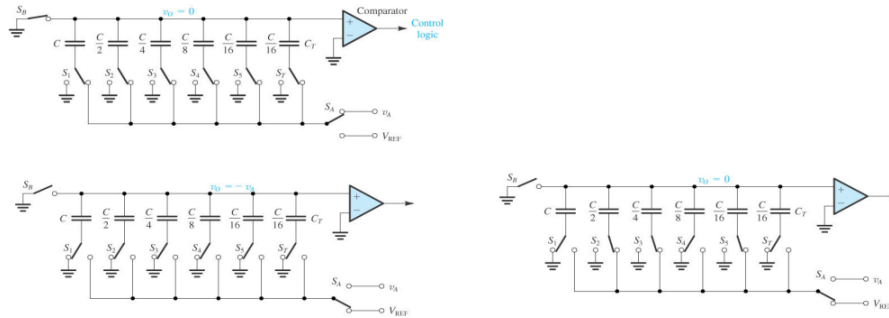 S_B
v_O = 0
Comparator
+
−
Control
logic
C C/2 C/4 C/8 C/16 C/16 C_T
S_1 S_2 S_3 S_4 S_5 S_T
S_A
v_A
V_REF
S_B
v_O = − v_A
+
−
C C/2 C/4 C/8 C/16 C/16 C_T
S_1 S_2 S_3 S_4 S_5 S_T
S_A
v_A
V_REF
S_B
v_O = 0
+
−
C C/2 C/4 C/8 C/16 C/16 C_T
S_1 S_2 S_3 S_4 S_5 S_T
S_A
v_A
V_REF